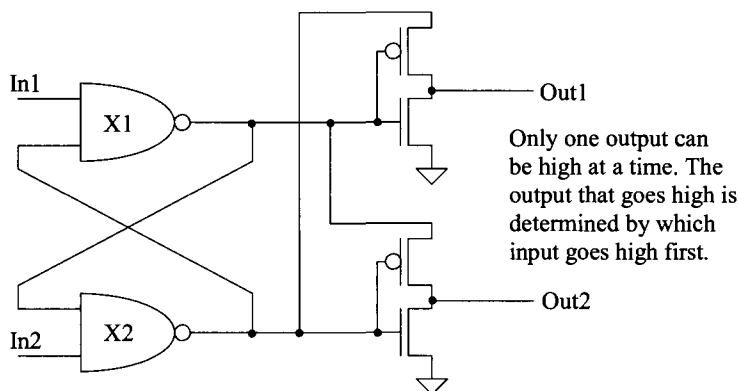 In1
X1
Out1
Only one output can
be high at a time. The
output that goes high is
determined by which
input goes high first.
X2
In2
Out2